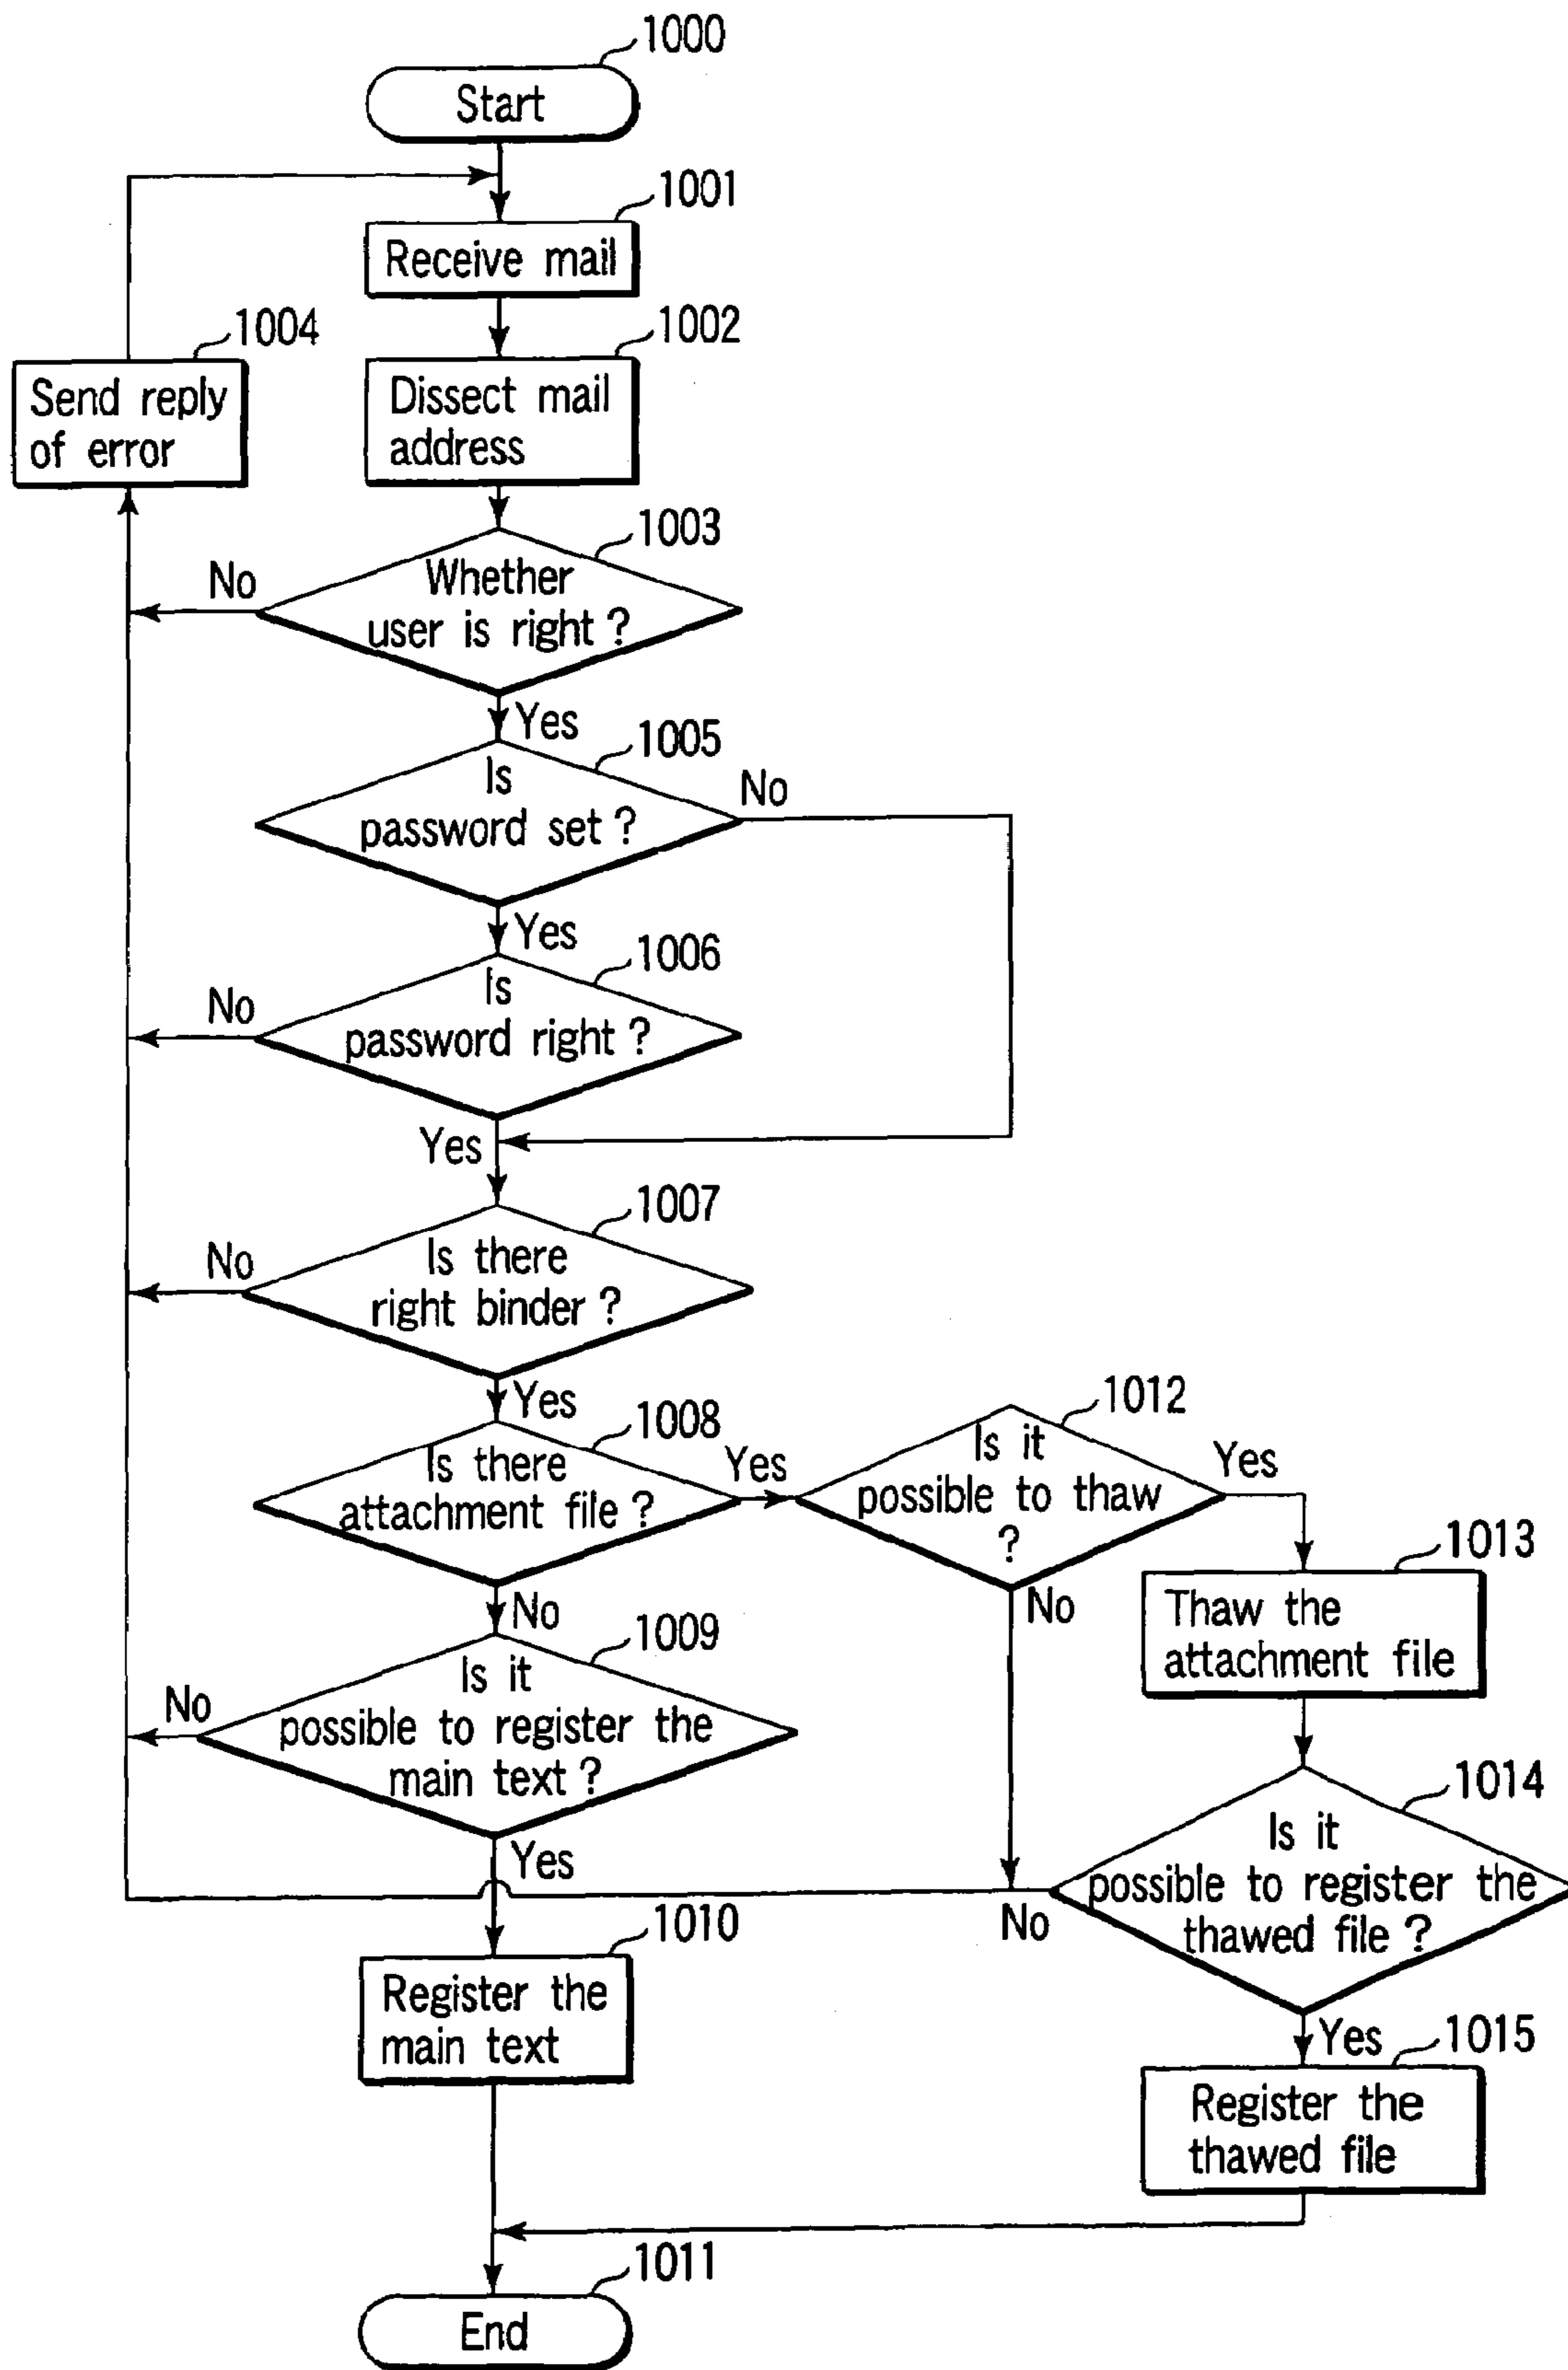 1000
Start
1001
Receive mail
1004
1002
Send reply
of error
Dissect mail
address
1003
No
Whether
user is right ?
Yes
1005
Is
password set ?
No
Yes
1006
Is
password right ?
No
Yes
1007
No
Is there
right binder ?
Yes
1008
Is there
attachment file ?
Yes
1012
Is it
possible to thaw
?
Yes
No
No
1013
Thaw the
attachment file
1009
Is it
possible to register the
main text ?
No
Yes
1014
Is it
possible to register the
thawed file ?
No
1010
Register the
main text
Yes
1015
Register the
thawed file
1011
End